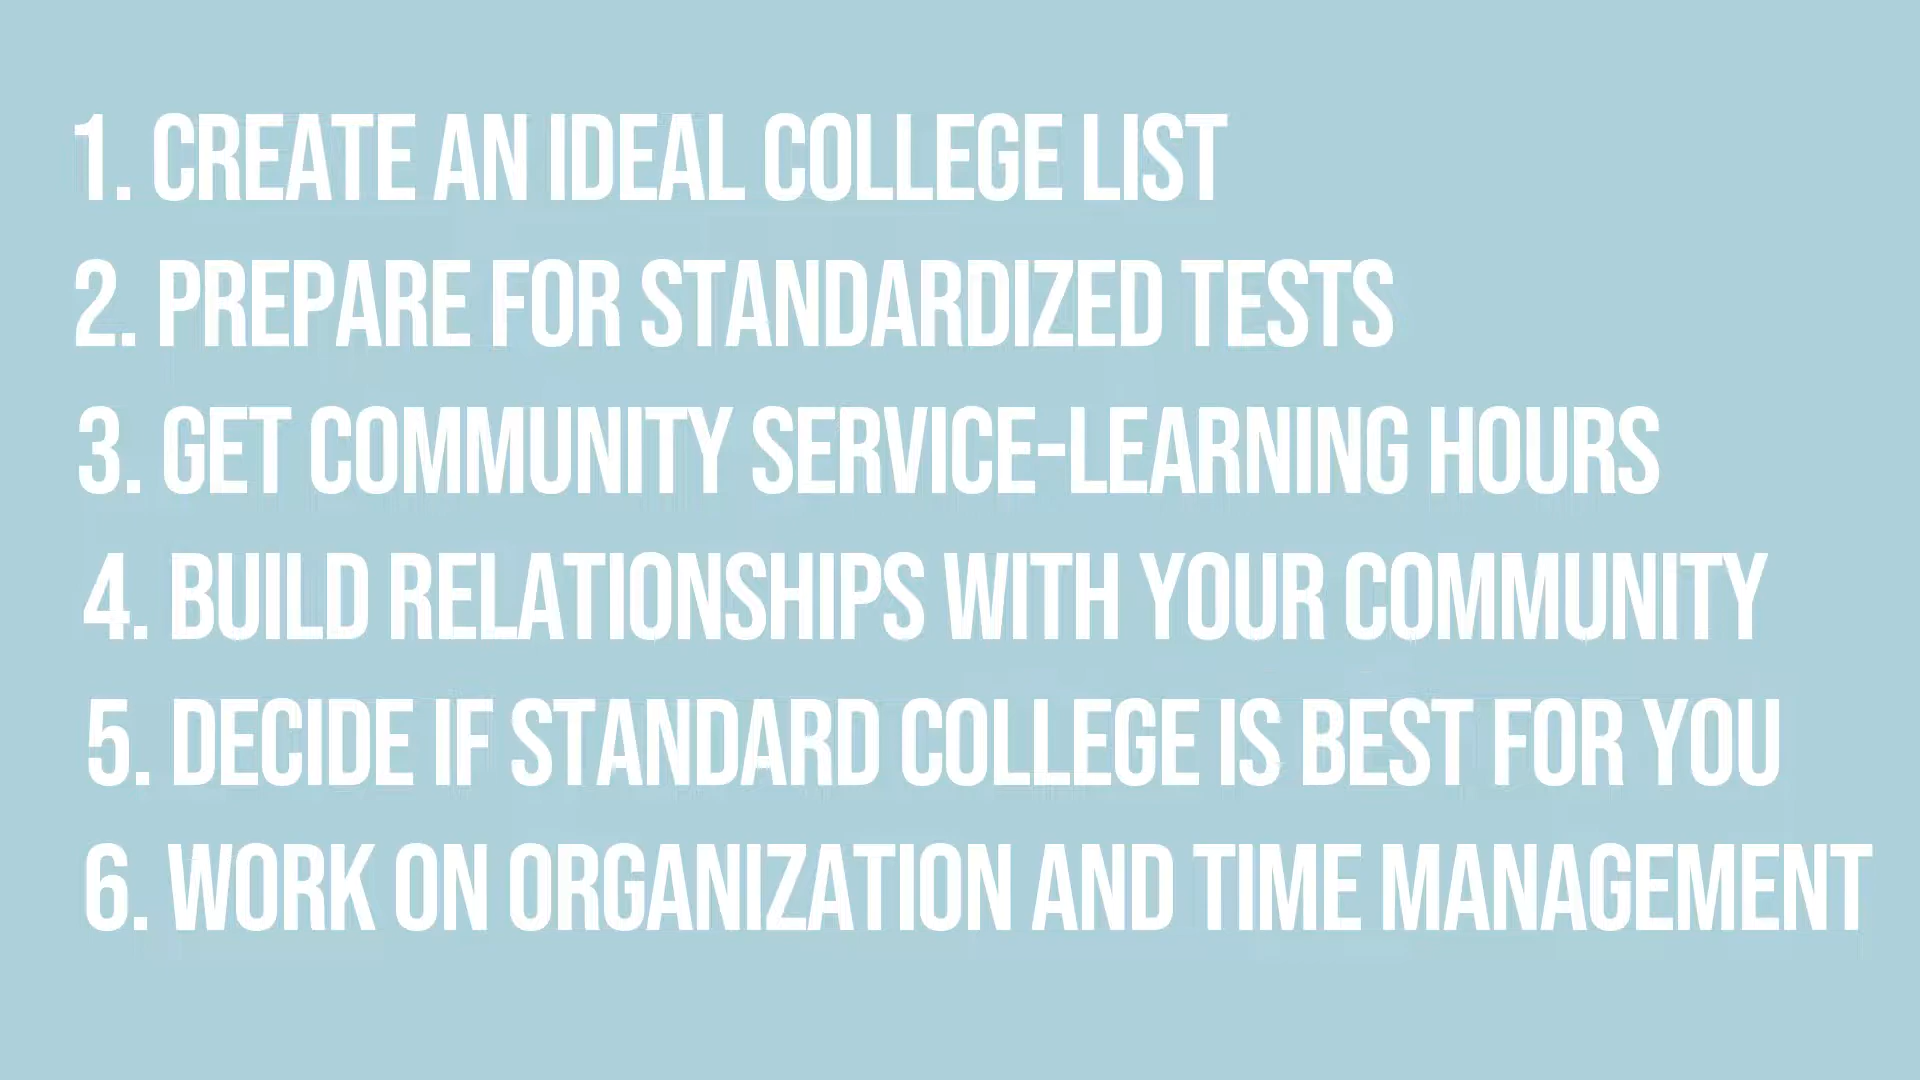 1. CREATE AN IDEAL COLLEGE LIST
2. PREPARE FOR STANDARDIZED TESTS
3. GET COMMUNITY SERVICE-LEARNING HOURS
4. BUILD RELATIONSHIPS WITH YOUR COMMUNITY
5. DECIDE IF STANDARD COLLEGE IS BEST FOR YOU
6. WORK ON ORGANIZATION AND TIME MANAGEMENT